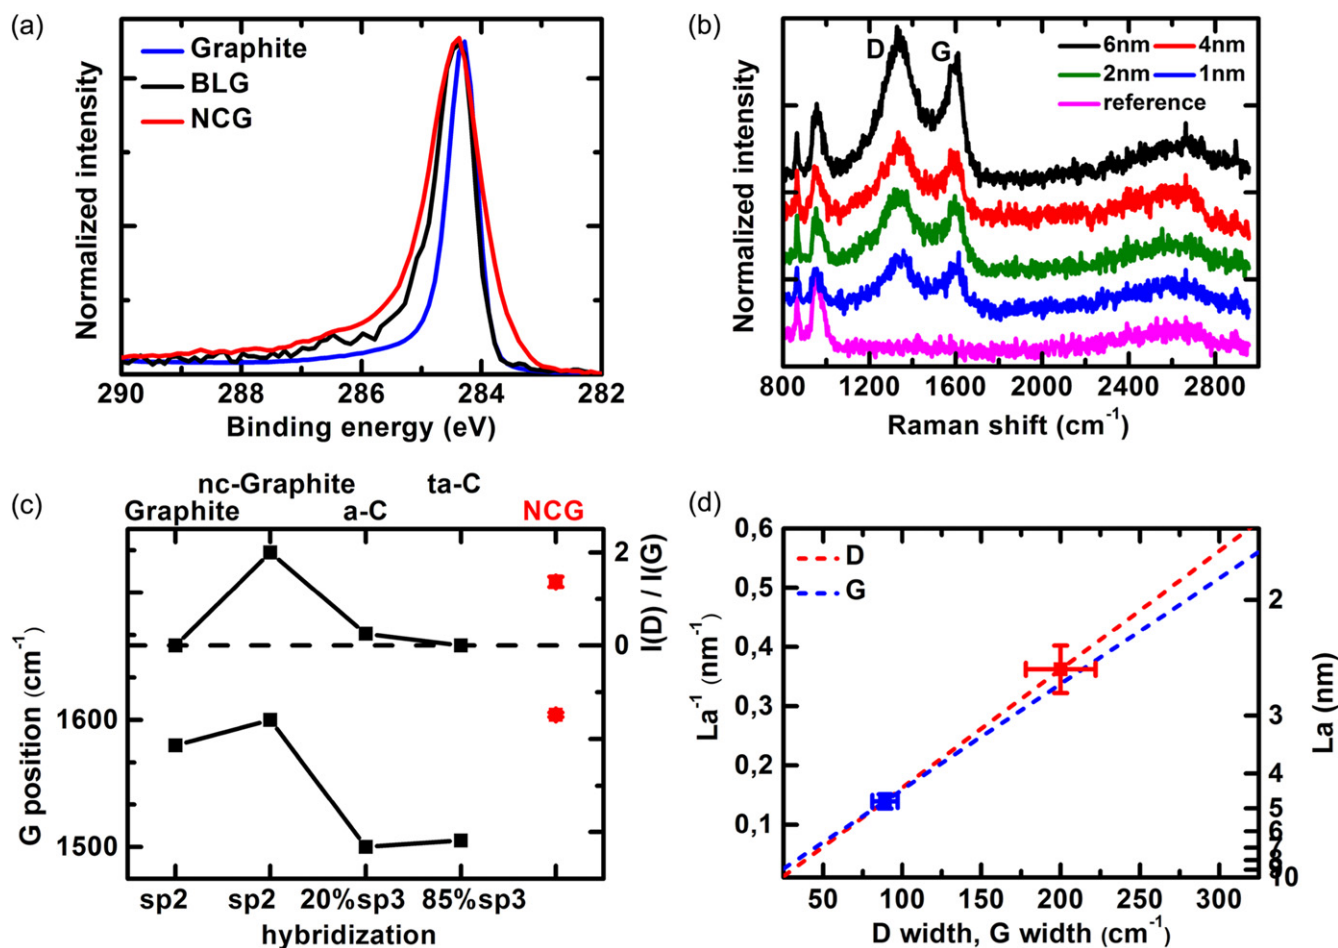 (a)
Graphite
BLG
NCG
Normalized intensity
290 288 286 284 282
Binding energy (eV)
(b)
D G
6nm 4nm
2nm 1nm
reference
Normalized intensity
800 1200 1600 2000 2400 2800
Raman shift (cm⁻¹)
(c)
nc-Graphite ta-C
Graphite a-C NCG
2
0
I(D) / I(G)
G position (cm⁻¹)
1600
1500
sp2 sp2 20%sp3 85%sp3
hybridization
(d)
D
G
0,6
0,5
0,4
0,3
0,2
0,1
La⁻¹ (nm⁻¹)
2
3
4
5
6
7
8
9
10
La (nm)
50 100 150 200 250 300
D width, G width (cm⁻¹)